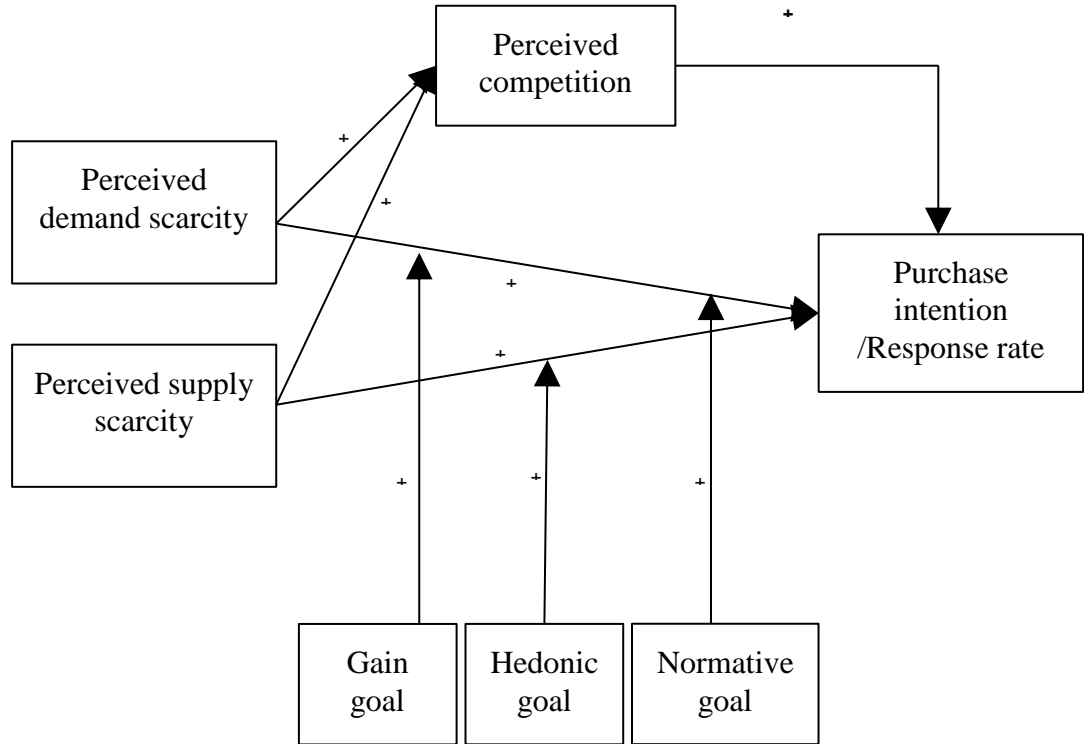 +
Perceived
competition
+
Perceived
demand scarcity
+
+
Purchase
intention
/Response rate
+
Perceived supply
scarcity
+
+
+
Gain
goal
Hedonic
goal
Normative
goal